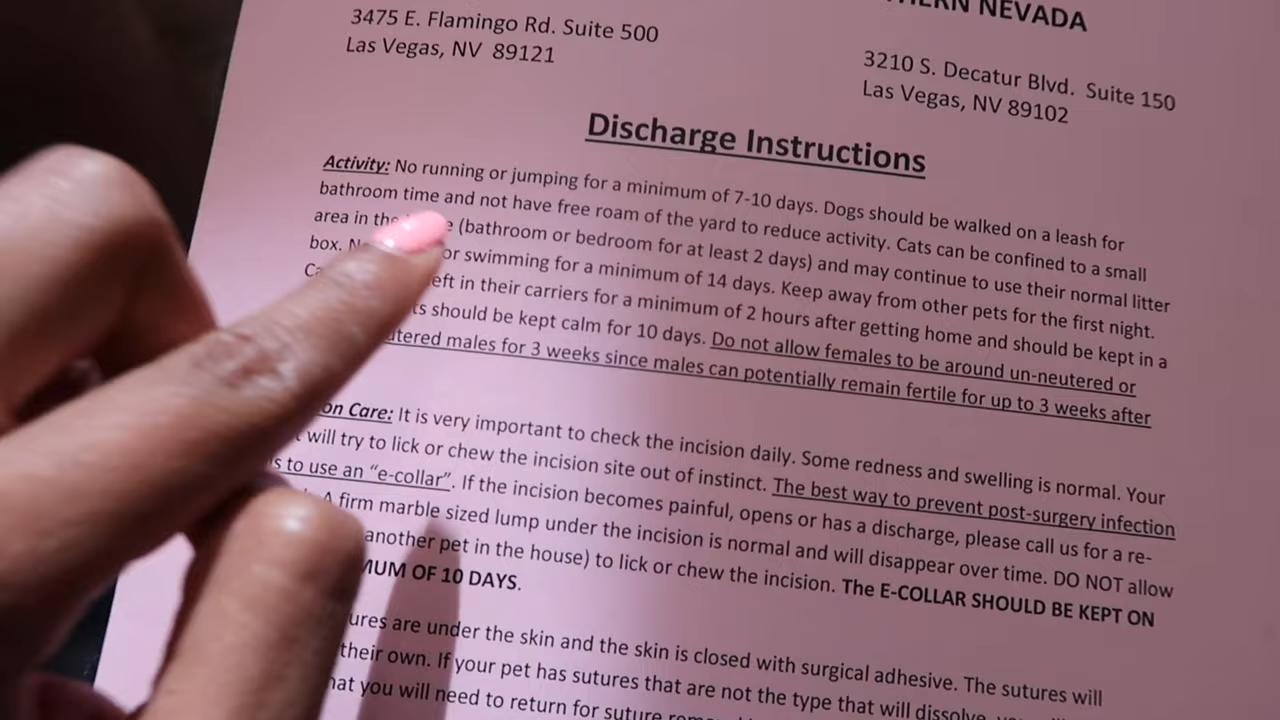 NEVADA
3475 E. Flamingo Rd. Suite 500
Las Vegas, NV 89121
3210 S. Decatur Blvd. Suite 150
Las Vegas, NV 89102
Discharge Instructions
Activity: No running or jumping for a minimum of 7-10 days. Dogs should be walked on a leash for
bathroom time and not have free roam of the yard to reduce activity. Cats can be confined to a small
area in the (bathroom or bedroom for at least 2 days) and may continue to use their normal litter
box. or swimming for a minimum of 14 days. Keep away from other pets for the first night.
left in their carriers for a minimum of 2 hours after getting home and should be kept in a
should be kept calm for 10 days. Do not allow females to be around un-neutered or
males for 3 weeks since males can potentially remain fertile for up to 3 weeks after
Care: It is very important to check the incision daily. Some redness and swelling is normal. Your
will try to lick or chew the incision site out of instinct. The best way to prevent post-surgery infection
is to use an “e-collar”. If the incision becomes painful, opens or has a discharge, please call us for a re-
A firm marble sized lump under the incision is normal and will disappear over time. DO NOT allow
another pet in the house) to lick or chew the incision. The E-COLLAR SHOULD BE KEPT ON
OF 10 DAYS.
are under the skin and the skin is closed with surgical adhesive. The sutures will
their own. If your pet has sutures that are not the type that will dissolve,
you will need to return for suture